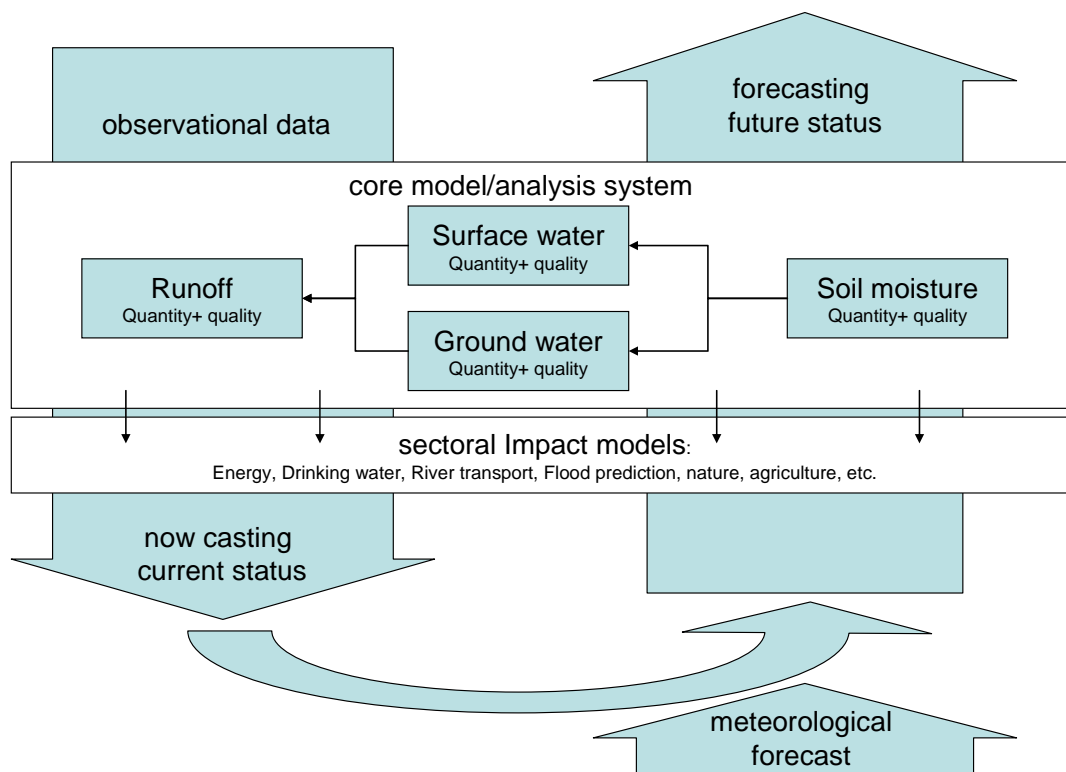 observational data
forecasting
future status
core model/analysis system
Surface water
Quantity+ quality
Runoff
Quantity+ quality
Soil moisture
Quantity+ quality
Ground water
Quantity+ quality
sectoral Impact models:
Energy, Drinking water, River transport, Flood prediction, nature, agriculture, etc.
now casting
current status
meteorological
forecast